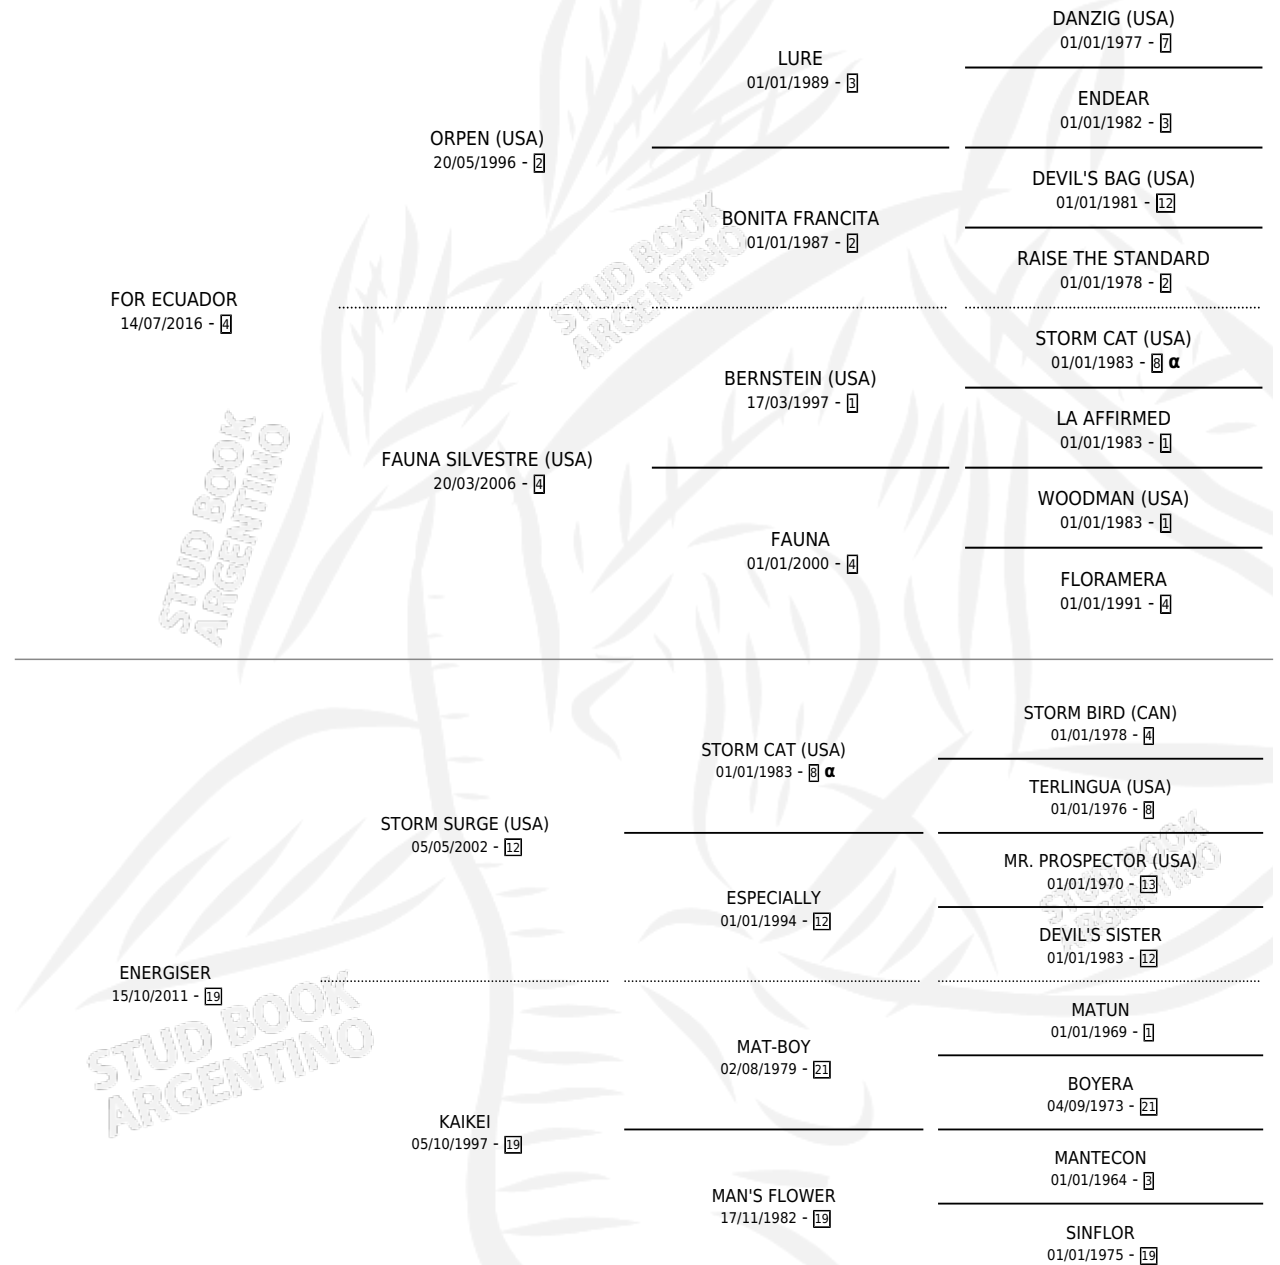 DANZIG (USA)
01/01/1977 - 7
LURE
01/01/1989 - 3
ENDEAR
01/01/1982 - 3
ORPEN (USA)
20/05/1996 - 2
DEVIL'S BAG (USA)
01/01/1981 - 12
BONITA FRANCITA
01/01/1987 - 2
RAISE THE STANDARD
01/01/1978 - 2
FOR ECUADOR
14/07/2016 - 4
STORM CAT (USA)
01/01/1983 - 8 α
BERNSTEIN (USA)
17/03/1997 - 1
LA AFFIRMED
01/01/1983 - 1
FAUNA SILVESTRE (USA)
20/03/2006 - 4
WOODMAN (USA)
01/01/1983 - 1
FAUNA
01/01/2000 - 4
FLORAMERA
01/01/1991 - 4
STORM BIRD (CAN)
01/01/1978 - 4
STORM CAT (USA)
01/01/1983 - 8 α
TERLINGUA (USA)
01/01/1976 - 8
STORM SURGE (USA)
05/05/2002 - 12
MR. PROSPECTOR (USA)
01/01/1970 - 13
ESPECIALLY
01/01/1994 - 12
DEVIL'S SISTER
01/01/1983 - 12
ENERGISER
15/10/2011 - 19
MATUN
01/01/1969 - 1
MAT-BOY
02/08/1979 - 21
BOYERA
04/09/1973 - 21
KAIKEI
05/10/1997 - 19
MANTECON
01/01/1964 - 3
MAN'S FLOWER
17/11/1982 - 19
SINFLOR
01/01/1975 - 19
STUD BOOK
ARGENTINO
STUD BOOK
ARGENTINO
STUD BOOK
ARGENTINO
STUD BOOK
ARGENTINO